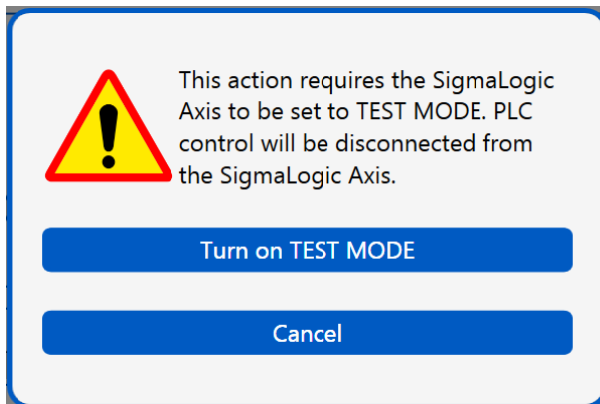 This action requires the SigmaLogic
Axis to be set to TEST MODE. PLC
control will be disconnected from
the SigmaLogic Axis.
Turn on TEST MODE
Cancel